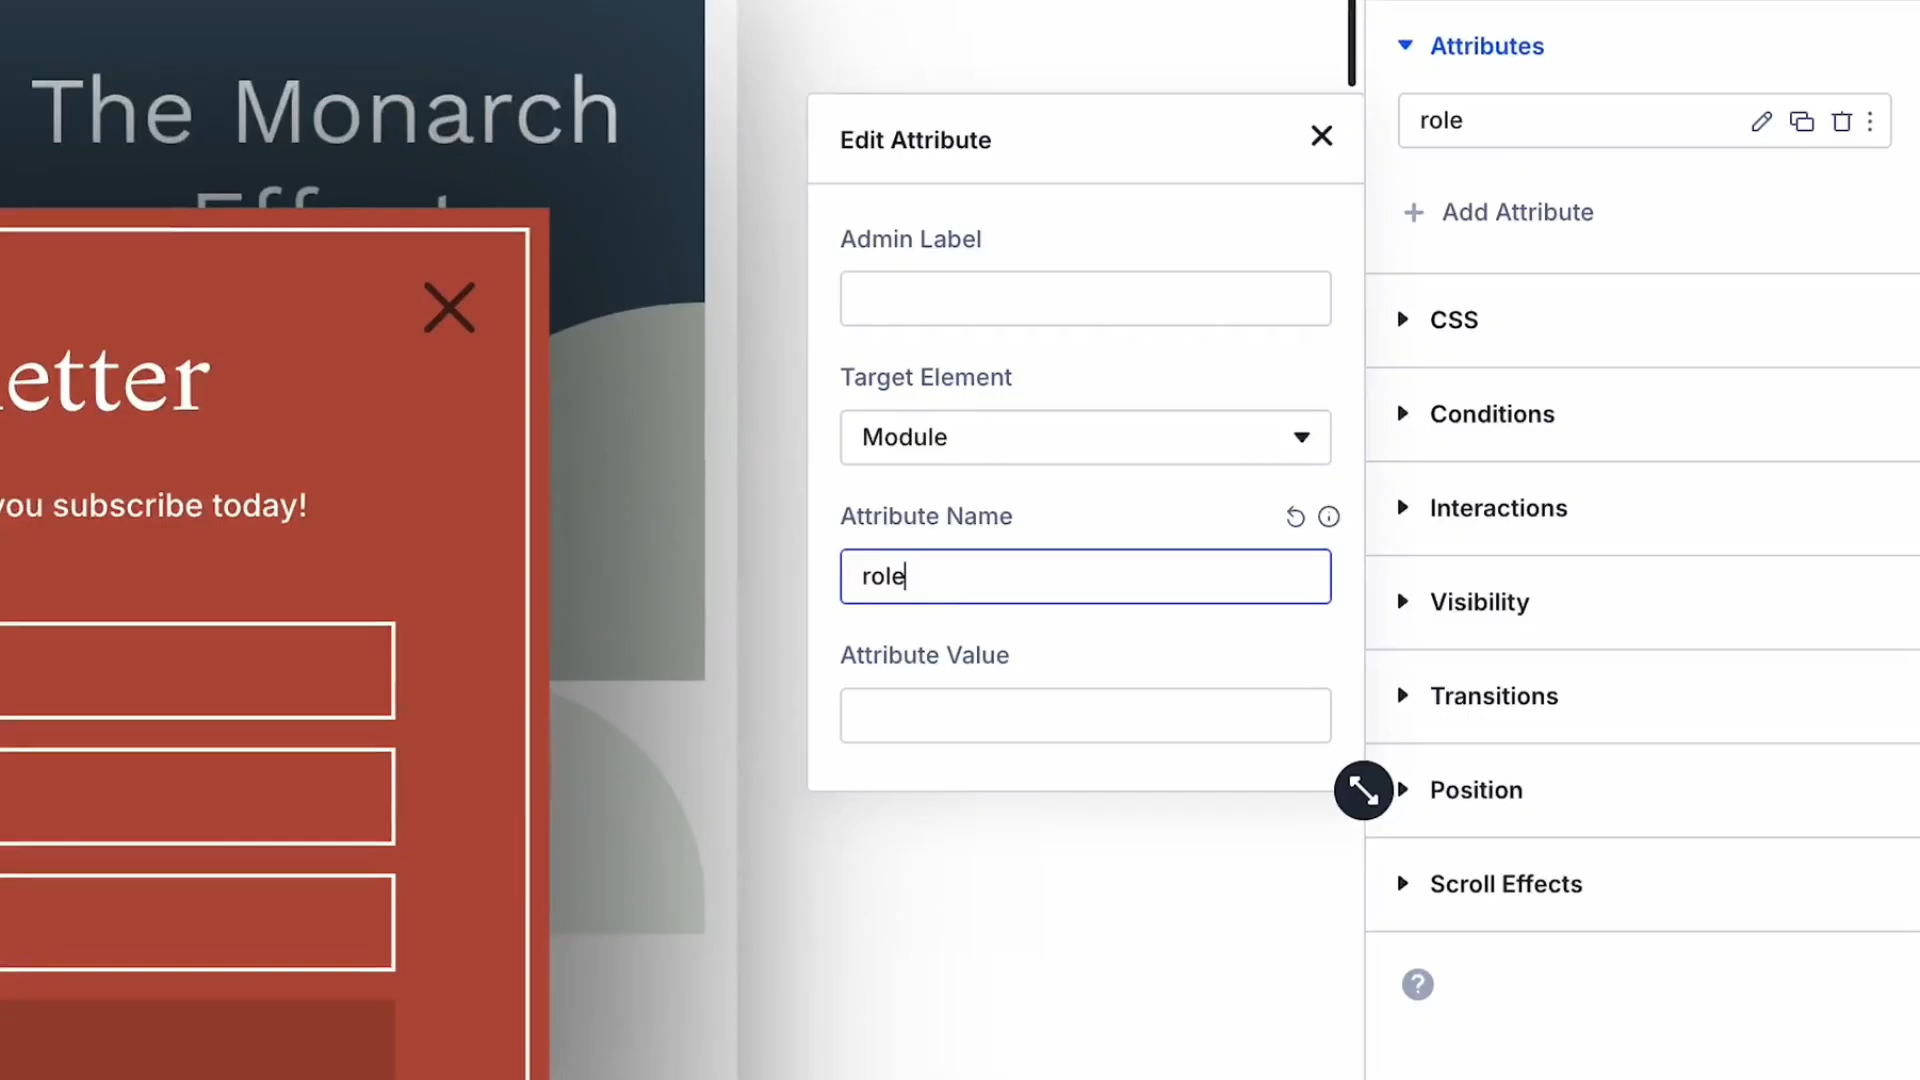 The Monarch
etter
you subscribe today!
Edit Attribute
Admin Label
Target Element
Module
Attribute Name
role
Attribute Value
Attributes
role
Add Attribute
CSS
Conditions
Interactions
Visibility
Transitions
Position
Scroll Effects
?